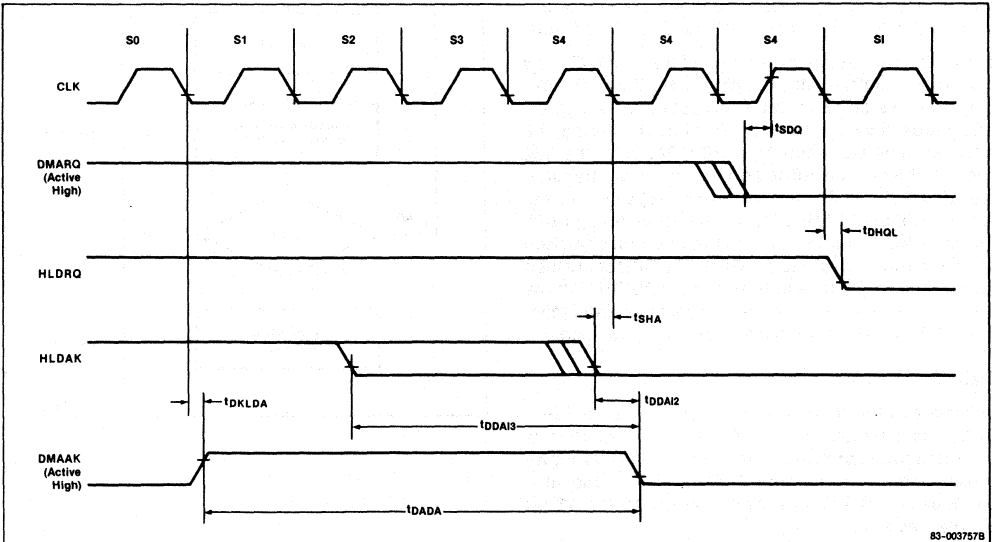 S0 S1 S2 S3 S4 S4 S4 SI
CLK
tSDQ
DMARQ
(Active
High)
tDHQL
HLDRQ
tSHA
HLDAK
tDKLDA
tDDAI2
tDDAI3
DMAAK
(Active
High)
tDADA
83-003757B